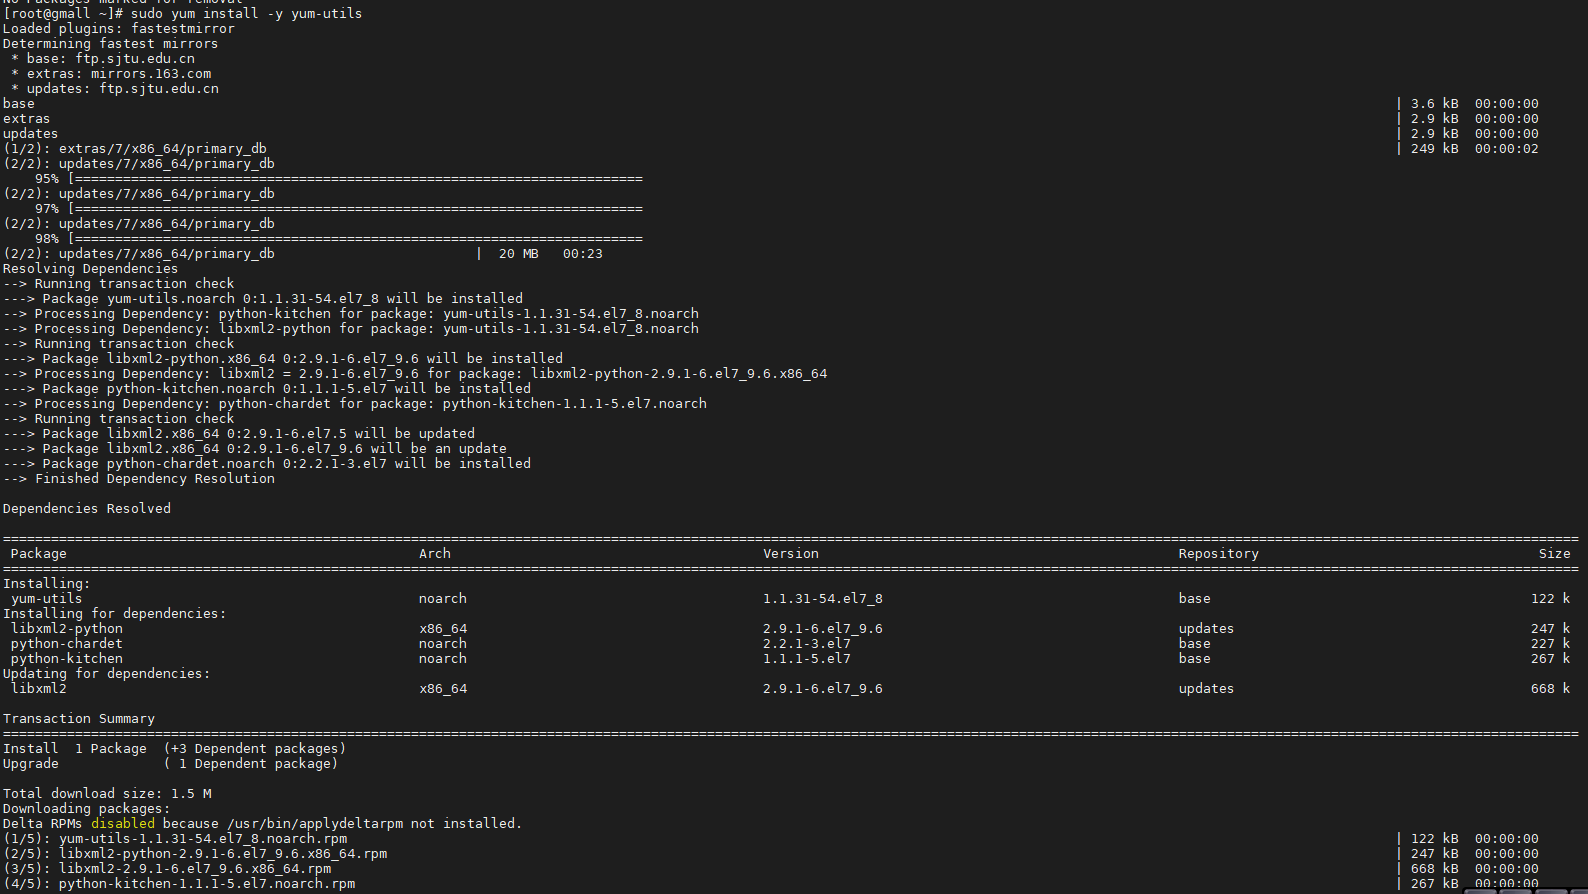 No Packages marked for removal
[root@gmall ~]# sudo yum install -y yum-utils
Loaded plugins: fastestmirror
Determining fastest mirrors
 * base: ftp.sjtu.edu.cn
 * extras: mirrors.163.com
 * updates: ftp.sjtu.edu.cn
base | 3.6 kB 00:00:00
extras | 2.9 kB 00:00:00
updates | 2.9 kB 00:00:00
(1/2): extras/7/x86_64/primary_db | 249 kB 00:00:02
(2/2): updates/7/x86_64/primary_db
95% [=======================================================================
(2/2): updates/7/x86_64/primary_db
97% [=======================================================================
(2/2): updates/7/x86_64/primary_db
98% [=======================================================================
(2/2): updates/7/x86_64/primary_db | 20 MB 00:23
Resolving Dependencies
--> Running transaction check
---> Package yum-utils.noarch 0:1.1.31-54.el7_8 will be installed
--> Processing Dependency: python-kitchen for package: yum-utils-1.1.31-54.el7_8.noarch
--> Processing Dependency: libxml2-python for package: yum-utils-1.1.31-54.el7_8.noarch
--> Running transaction check
---> Package libxml2-python.x86_64 0:2.9.1-6.el7_9.6 will be installed
--> Processing Dependency: libxml2 = 2.9.1-6.el7_9.6 for package: libxml2-python-2.9.1-6.el7_9.6.x86_64
---> Package python-kitchen.noarch 0:1.1.1-5.el7 will be installed
--> Processing Dependency: python-chardet for package: python-kitchen-1.1.1-5.el7.noarch
--> Running transaction check
---> Package libxml2.x86_64 0:2.9.1-6.el7.5 will be updated
---> Package libxml2.x86_64 0:2.9.1-6.el7_9.6 will be an update
---> Package python-chardet.noarch 0:2.2.1-3.el7 will be installed
--> Finished Dependency Resolution
Dependencies Resolved
Package Arch Version Repository Size
Installing:
yum-utils noarch 1.1.31-54.el7_8 base 122 k
Installing for dependencies:
libxml2-python x86_64 2.9.1-6.el7_9.6 updates 247 k
python-chardet noarch 2.2.1-3.el7 base 227 k
python-kitchen noarch 1.1.1-5.el7 base 267 k
Updating for dependencies:
libxml2 x86_64 2.9.1-6.el7_9.6 updates 668 k
Transaction Summary
Install 1 Package (+3 Dependent packages)
Upgrade ( 1 Dependent package)
Total download size: 1.5 M
Downloading packages:
Delta RPMs disabled because /usr/bin/applydeltarpm not installed.
(1/5): yum-utils-1.1.31-54.el7_8.noarch.rpm | 122 kB 00:00:00
(2/5): libxml2-python-2.9.1-6.el7_9.6.x86_64.rpm | 247 kB 00:00:00
(3/5): libxml2-2.9.1-6.el7_9.6.x86_64.rpm | 668 kB 00:00:00
(4/5): python-kitchen-1.1.1-5.el7.noarch.rpm | 267 kB 00:00:00